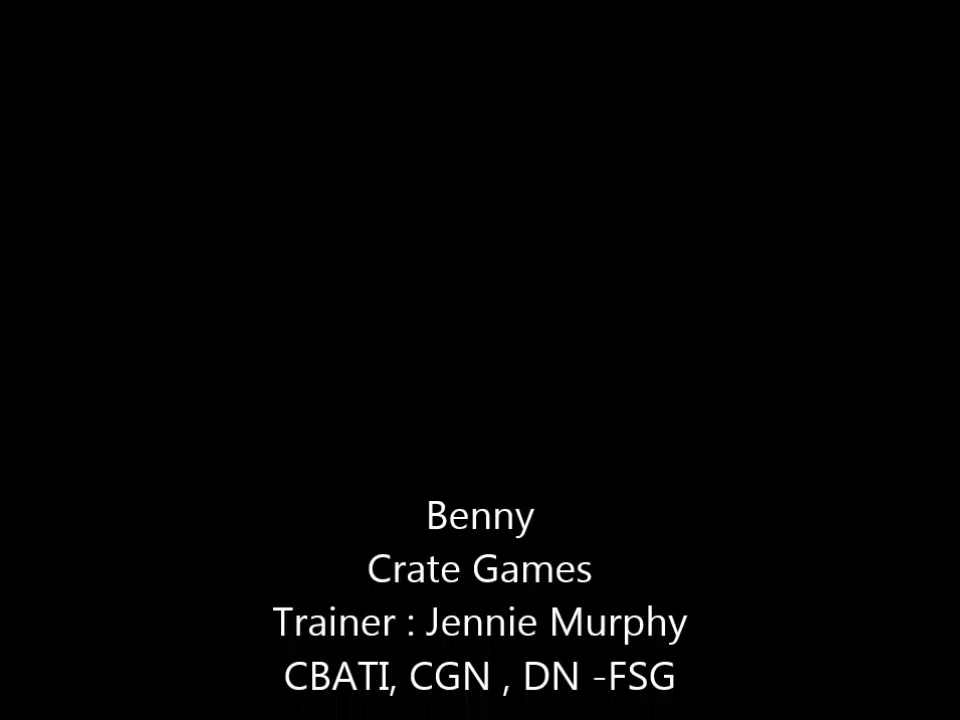 Benny
Crate Games
Trainer : Jennie Murphy
CBATI, CGN , DN -FSG